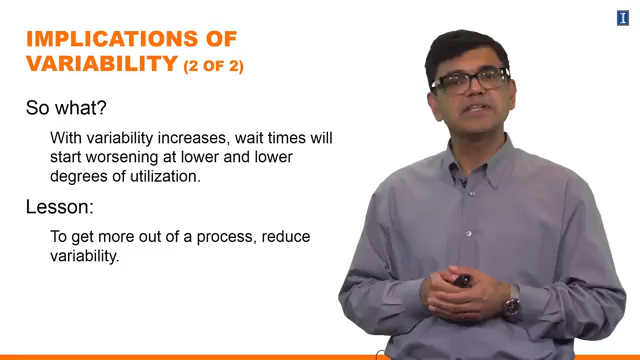 IMPLICATIONS OF
VARIABILITY (2 OF 2)
So what?
With variability increases, wait times will
start worsening at lower and lower
degrees of utilization.
Lesson:
To get more out of a process, reduce
variability.
I